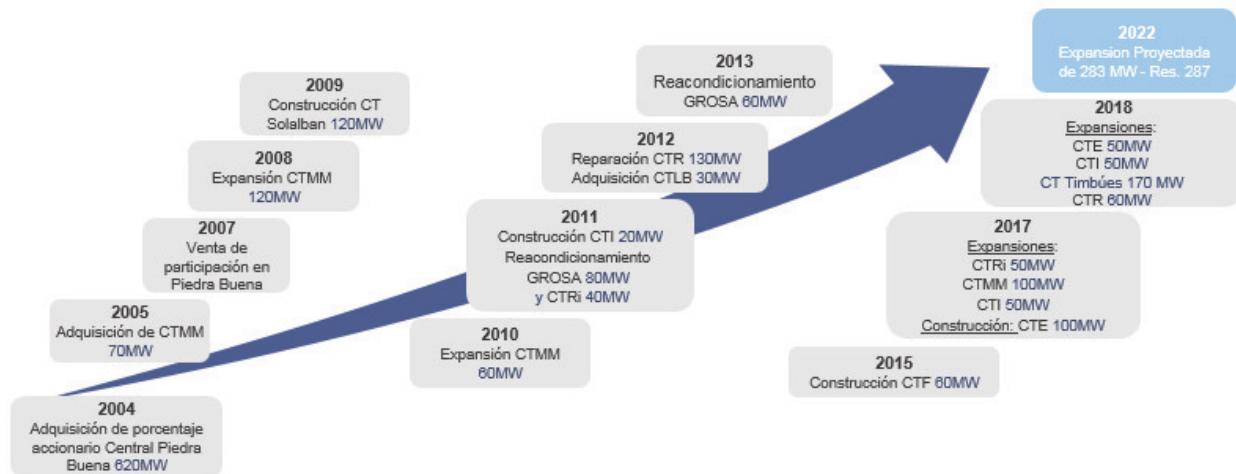 2004
Adquisición de porcentaje
accionario Central Piedra
Buena 620MW
2005
Adquisición de CTMM
70MW
2007
Venta de
participación en
Piedra Buena
2008
Expansión CTMM
120MW
2009
Construcción CT
Solalban 120MW
2010
Expansión CTMM
60MW
2011
Construcción CTI 20MW
Reacondicionamiento
GROSA 80MW
y CTRi 40MW
2012
Reparación CTR 130MW
Adquisición CTLB 30MW
2013
Reacondicionamiento
GROSA 60MW
2015
Construcción CTF 60MW
2017
Expansiones:
CTRi 50MW
CTMM 100MW
CTI 50MW
Construcción: CTE 100MW
2018
Expansiones:
CTE 50MW
CTI 50MW
CT Timbúes 170 MW
CTR 60MW
2022
Expansion Proyectada
de 283 MW - Res. 287